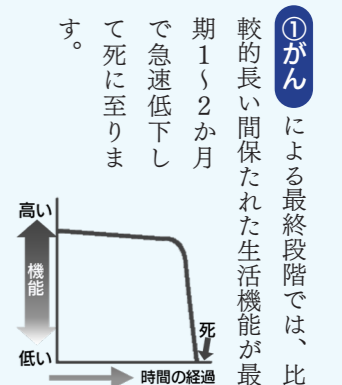 ①がん による最終段階では、比
較的長い間保たれた生活機能が最
期1〜2か月
で急速低下し
て死に至りま
す。
高い
機能
低い
死
時間の経過